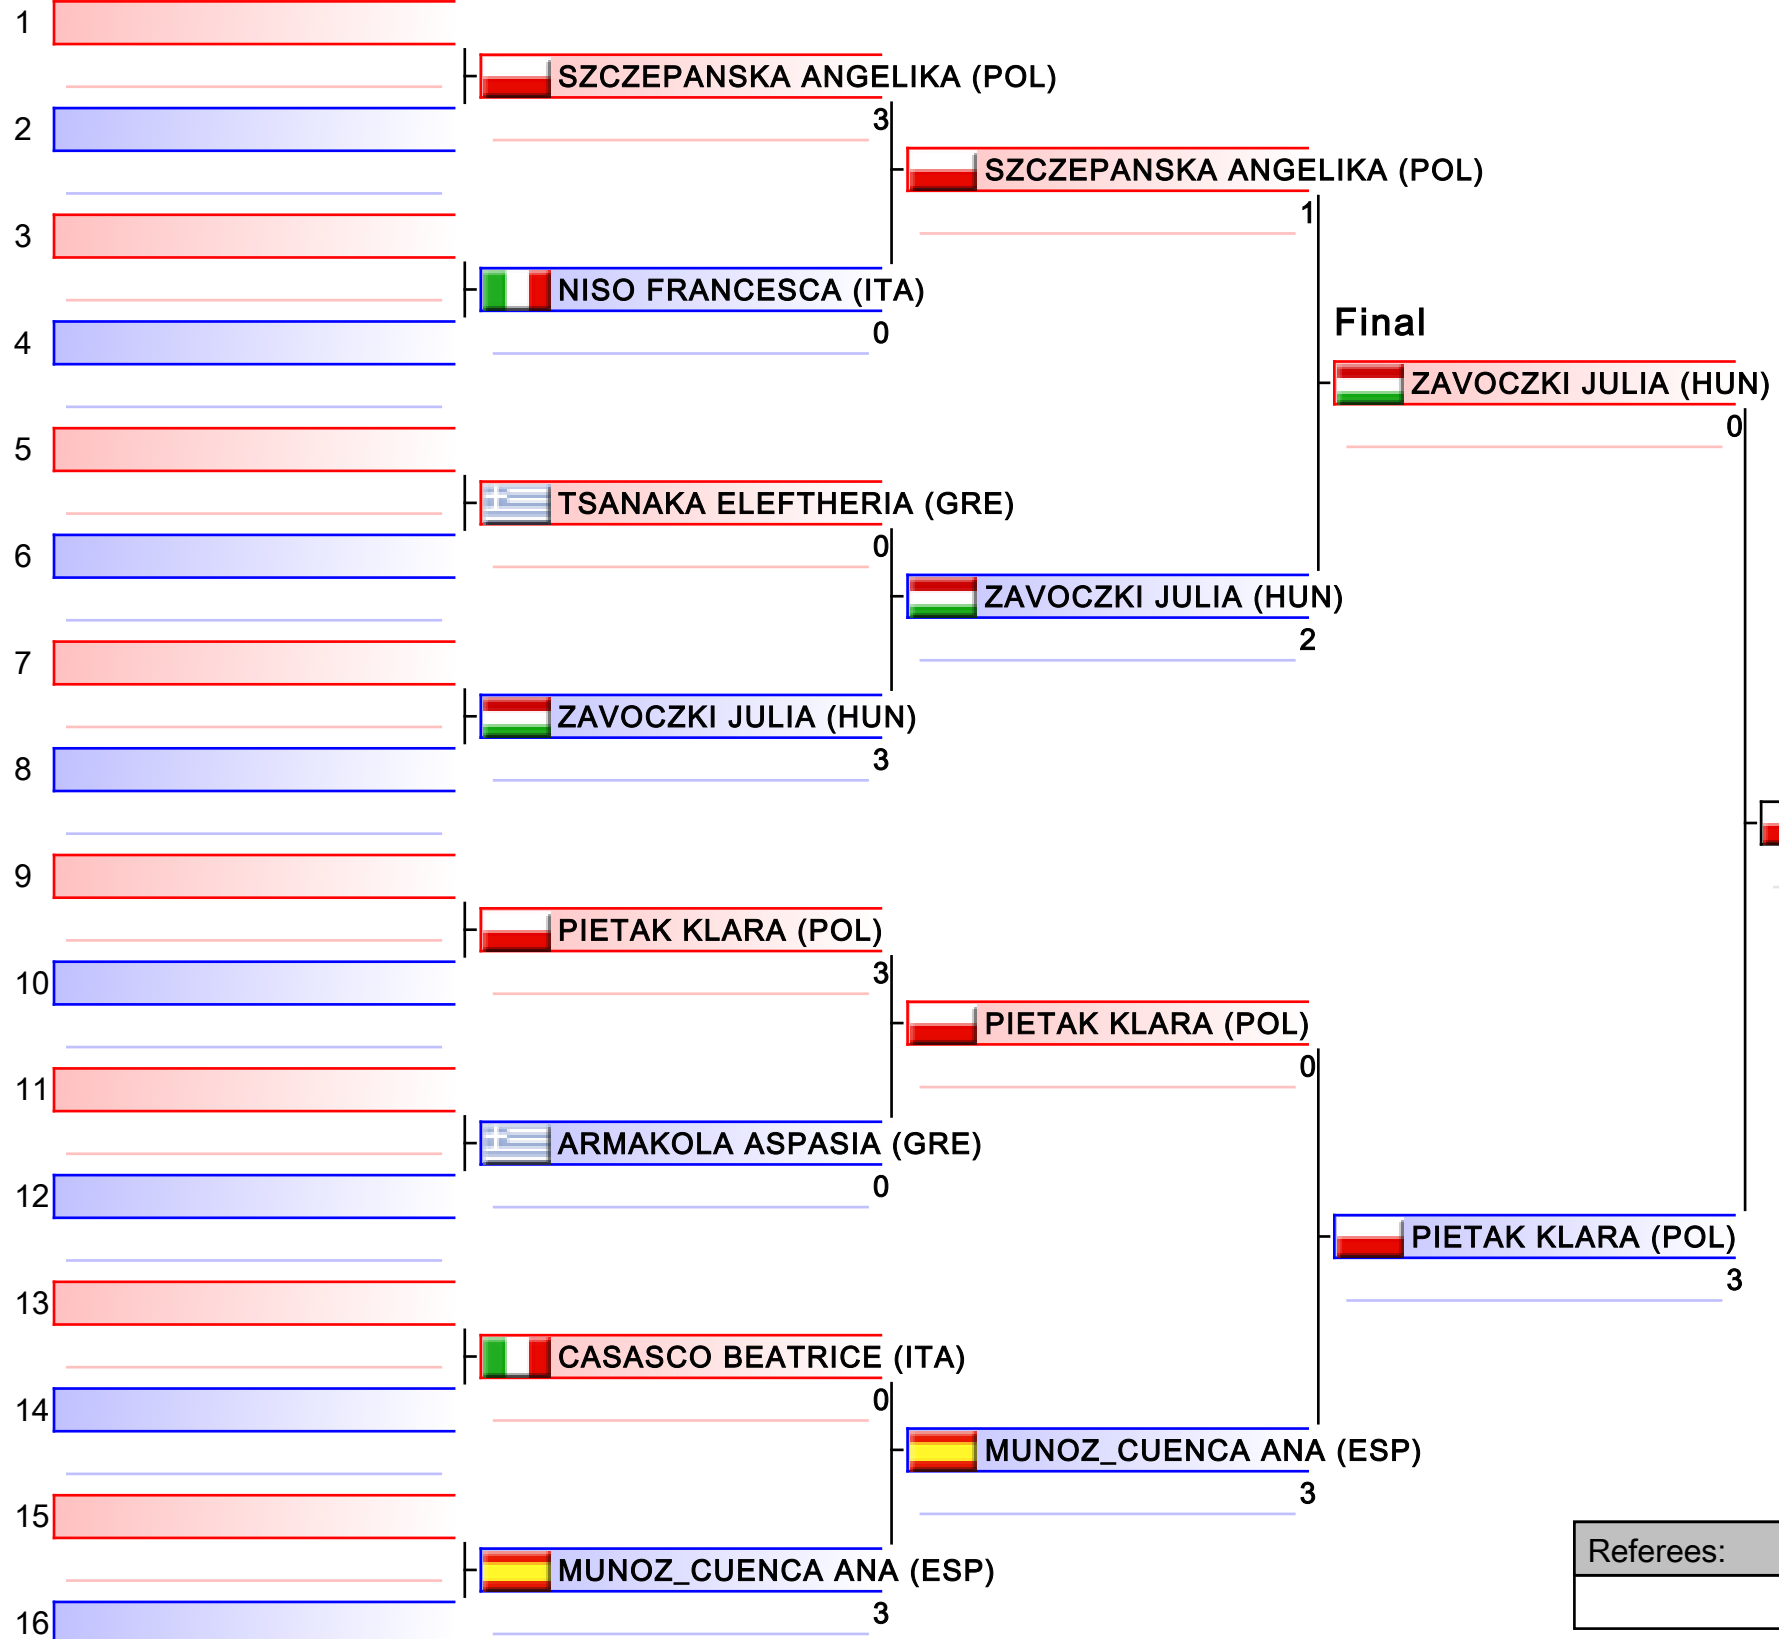 1
SZCZEPANSKA ANGELIKA (POL)
3
2
SZCZEPANSKA ANGELIKA (POL)
1
3
NISO FRANCESCA (ITA)
0
4
Final
ZAVOCZKI JULIA (HUN)
0
5
TSANAKA ELEFTHERIA (GRE)
0
6
ZAVOCZKI JULIA (HUN)
2
7
ZAVOCZKI JULIA (HUN)
3
8
9
PIETAK KLARA (POL)
3
10
PIETAK KLARA (POL)
0
11
ARMAKOLA ASPASIA (GRE)
0
12
PIETAK KLARA (POL)
3
13
CASASCO BEATRICE (ITA)
0
14
MUNOZ_CUENCA ANA (ESP)
3
15
Referees:
MUNOZ_CUENCA ANA (ESP)
3
16